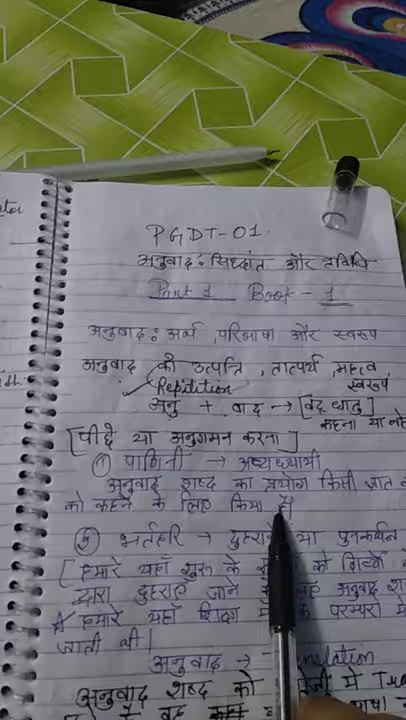 PGDT-01.
अनुवाद : सिध्दांत और प्रविधि
Part 1 Book - 1
अनुवाद : अर्थ, परिभाषा और स्वरूप
अनुवाद की उत्पत्ति, तात्पर्य, महत्व
स्वरूप
Repitition
अनु + वाद → [वद धातु]
कहना या
[पीछे या अनुगमन करना]
① पाणिनी → अष्टाध्यायी
अनुवाद शब्द का प्रयोग किसी ज्ञात
को कहने के लिए किया है
② भर्तहरि → या पुनर्कथन
[हमारे यहाँ गुरु के को शिष्यों
द्वारा दुहराए जाने अनुवाद
हमारे यहाँ शिक्षा परम्परा
जाती थी।
अनुवाद →
अनुवाद शब्द को में